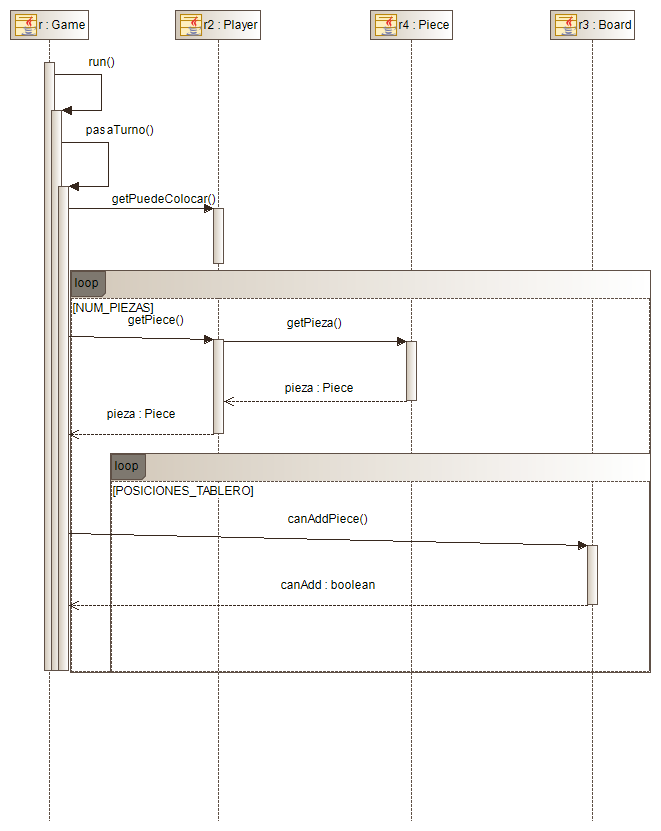 r : Game
r2 : Player
r4 : Piece
r3 : Board
run()
pasaTurno()
getPuedeColocar()
loop
[NUM_PIEZAS]
getPiece()
getPieza()
pieza : Piece
pieza : Piece
loop
[POSICIONES_TABLERO]
canAddPiece()
canAdd : boolean